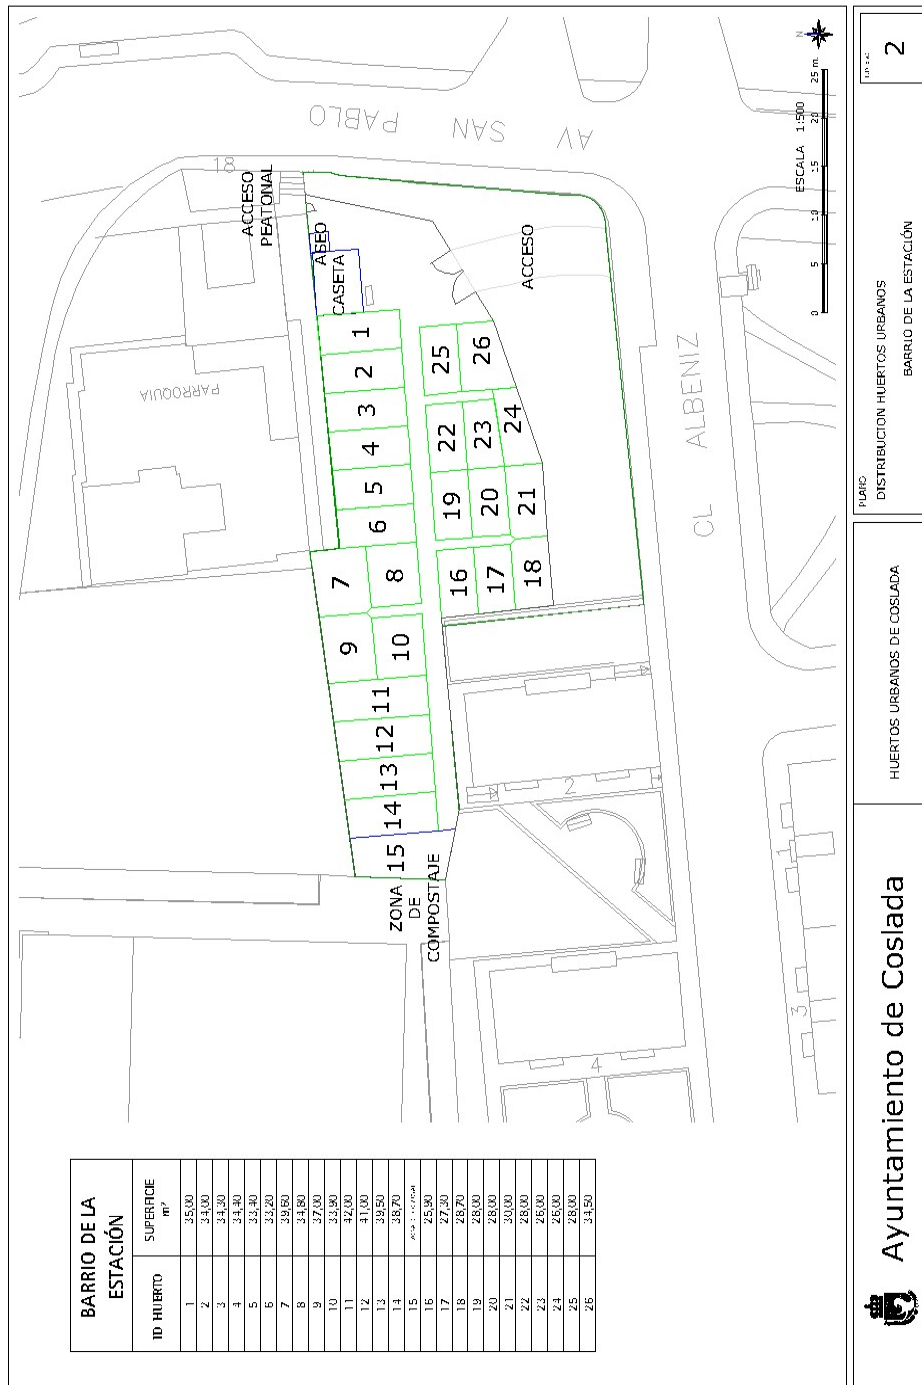 BARRIO DE LA
ESTACIÓN
ID HUERTO SUPERFICIE
m²
1 35,00
2 34,00
3 34,30
4 34,40
5 33,40
6 33,20
7 39,60
8 34,80
9 37,00
10 33,90
11 42,00
12 41,00
13 39,50
14 38,70
15
16 25,90
17 27,30
18 28,70
19 28,00
20 28,00
21 30,00
22 28,00
23 26,00
24 26,00
25 28,00
26 34,50
AV SAN PABLO
18
ACCESO
PEATONAL
ASEO
CASETA
ACCESO
PARROQUIA
1
2
3
4
5
6
7
8
9
10
11
12
13
14
15
16
17
18
19
20
21
22
23
24
25
26
ZONA
DE
COMPOSTAJE
CL ALBENIZ
2
4
1
3
N
ESCALA 1:500
0 5 10 15 20 25 m.
Ayuntamiento de Coslada
HUERTOS URBANOS DE COSLADA
PLANO
DISTRIBUCION HUERTOS URBANOS
BARRIO DE LA ESTACIÓN
2